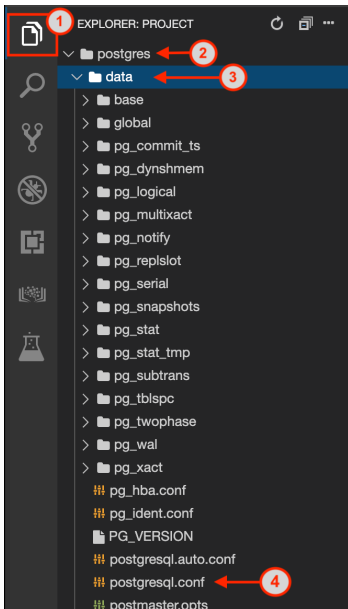 1
EXPLORER: PROJECT
postgres 2
data 3
base
global
pg_commit_ts
pg_dynshmem
pg_logical
pg_multixact
pg_notify
pg_replslot
pg_serial
pg_snapshots
pg_stat
pg_stat_tmp
pg_subtrans
pg_tblspc
pg_twophase
pg_wal
pg_xact
pg_hba.conf
pg_ident.conf
PG_VERSION
postgresql.auto.conf
postgresql.conf 4
postmaster.opts